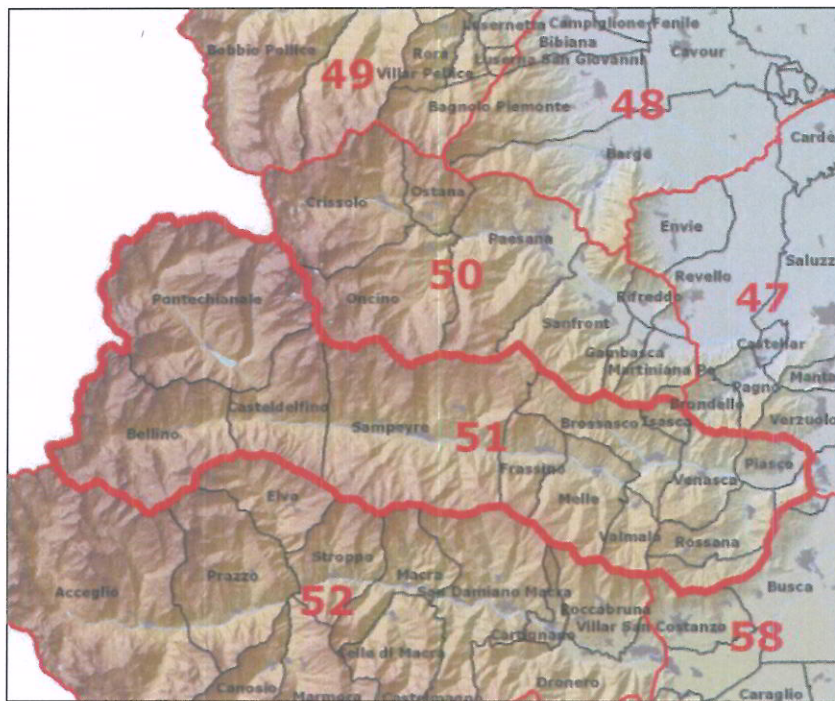 Lusernetta
Campiglione-Fenile
Bibiana
Bobbio Pellice
Rora
Cavour
Villar Pellice
Luserna San Giovanni
49
48
Bagnolo Piemonte
Barge
Carde
Crissolo
Ostana
Envie
Paesana
Saluzz
50
Revello
Pontechianale
Oncino
Rifreddo
47
Sanfront
Castellar
Gambasca
Martiniana Po
Pagno
Manta
Brondello
Casteldelfino
Brossasco
Isasca
Verzuolo
Bellino
Sampeyre
51
Frassino
Piasco
Venasca
Melle
Elva
Valmala
Rossana
Stroppo
Prazzo
Macra
Busca
Acceglio
San Damiano Macra
52
Roccabruna
Villar San Costanzo
58
Cartignano
Celle di Macra
Dronero
Canosio
Marmora
Castelmagno
Caraglio